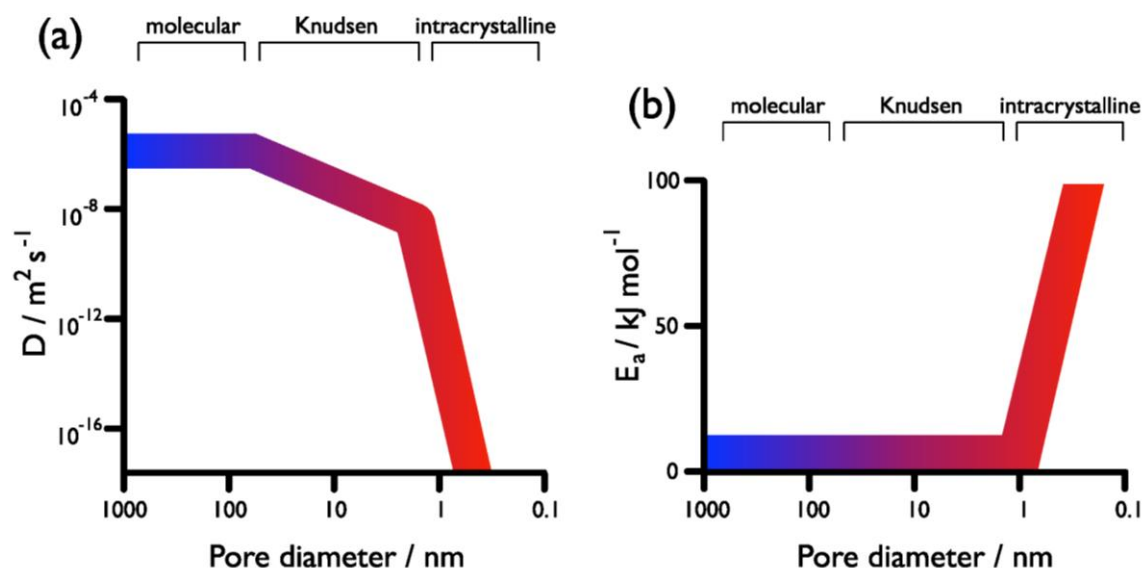 (a)
molecular Knudsen intracrystalline
10⁻⁴
10⁻⁸
10⁻¹²
10⁻¹⁶
D / m² s⁻¹
1000 100 10 1 0.1
Pore diameter / nm
(b)
molecular Knudsen intracrystalline
100
50
0
Eₐ / kJ mol⁻¹
1000 100 10 1 0.1
Pore diameter / nm